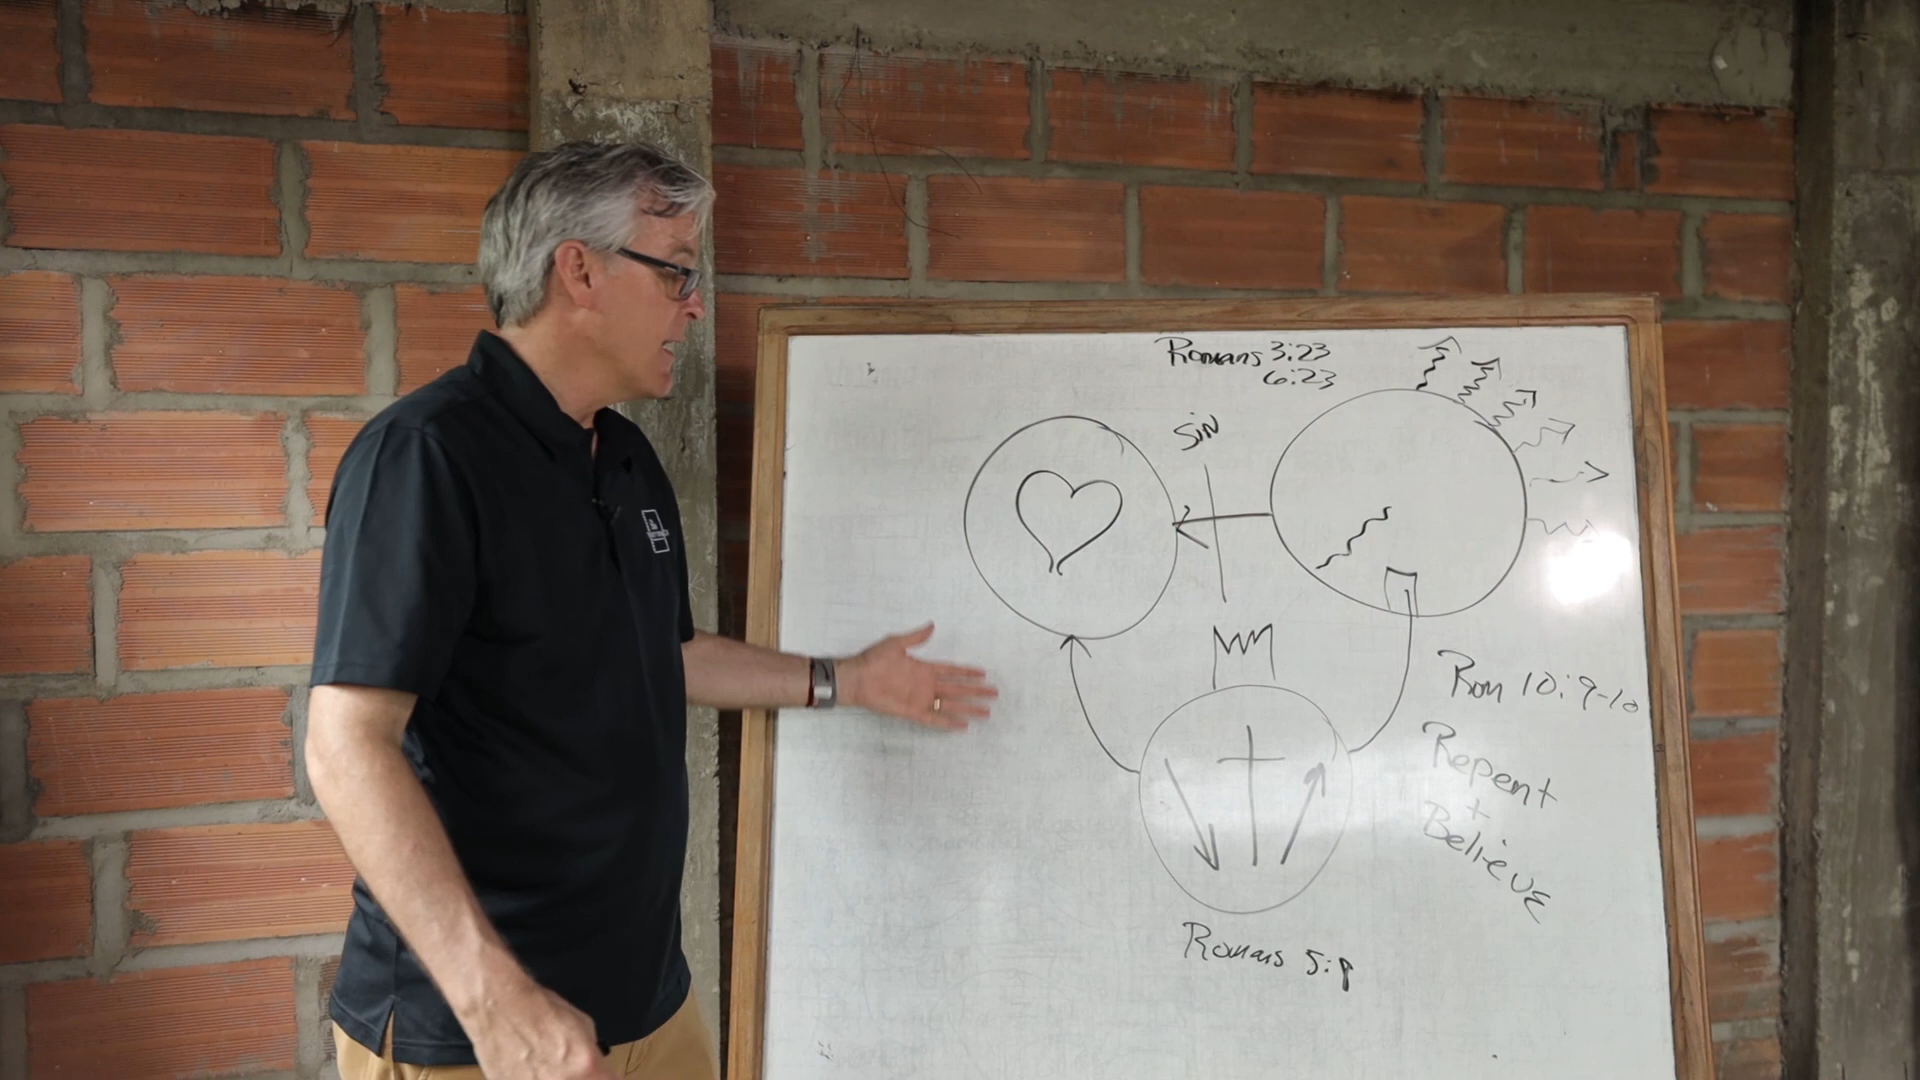 Romans 3:23
6:23
SIN
Rom 10:9-10
Repent
+
Believe
Romans 5:8